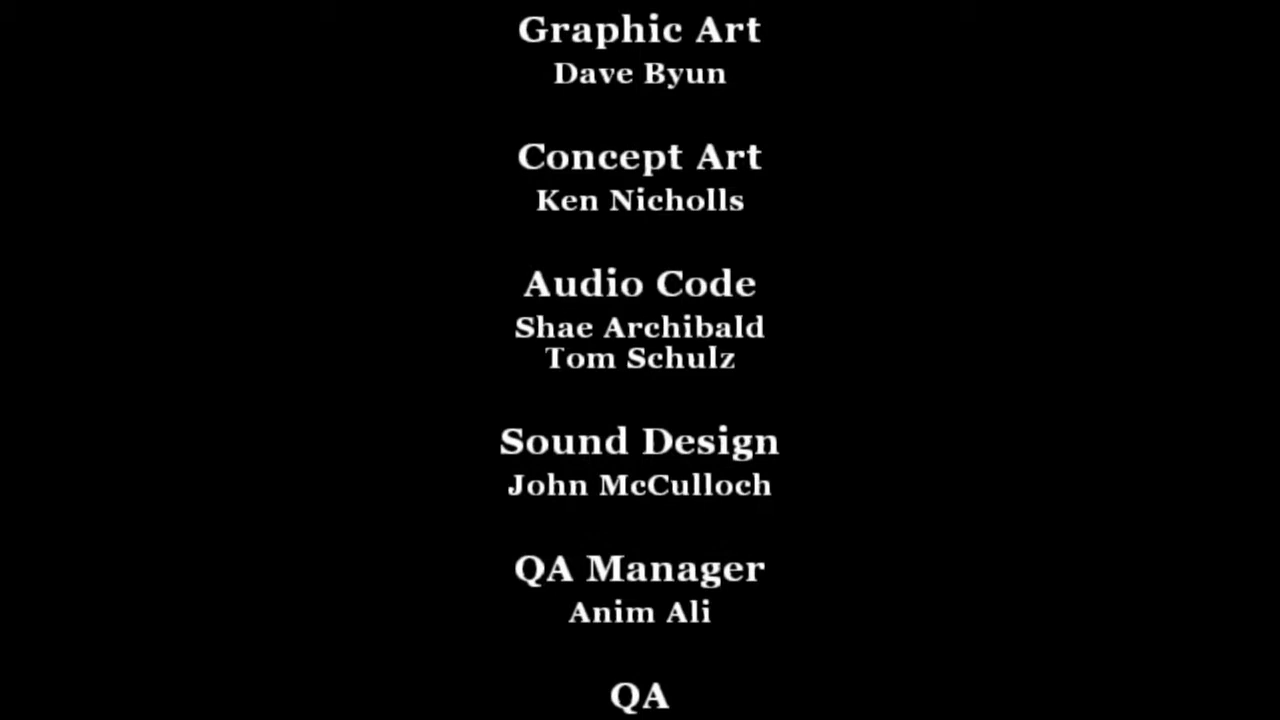 Graphic Art
Dave Byun
Concept Art
Ken Nicholls
Audio Code
Shae Archibald
Tom Schulz
Sound Design
John McCulloch
QA Manager
Anim Ali
QA